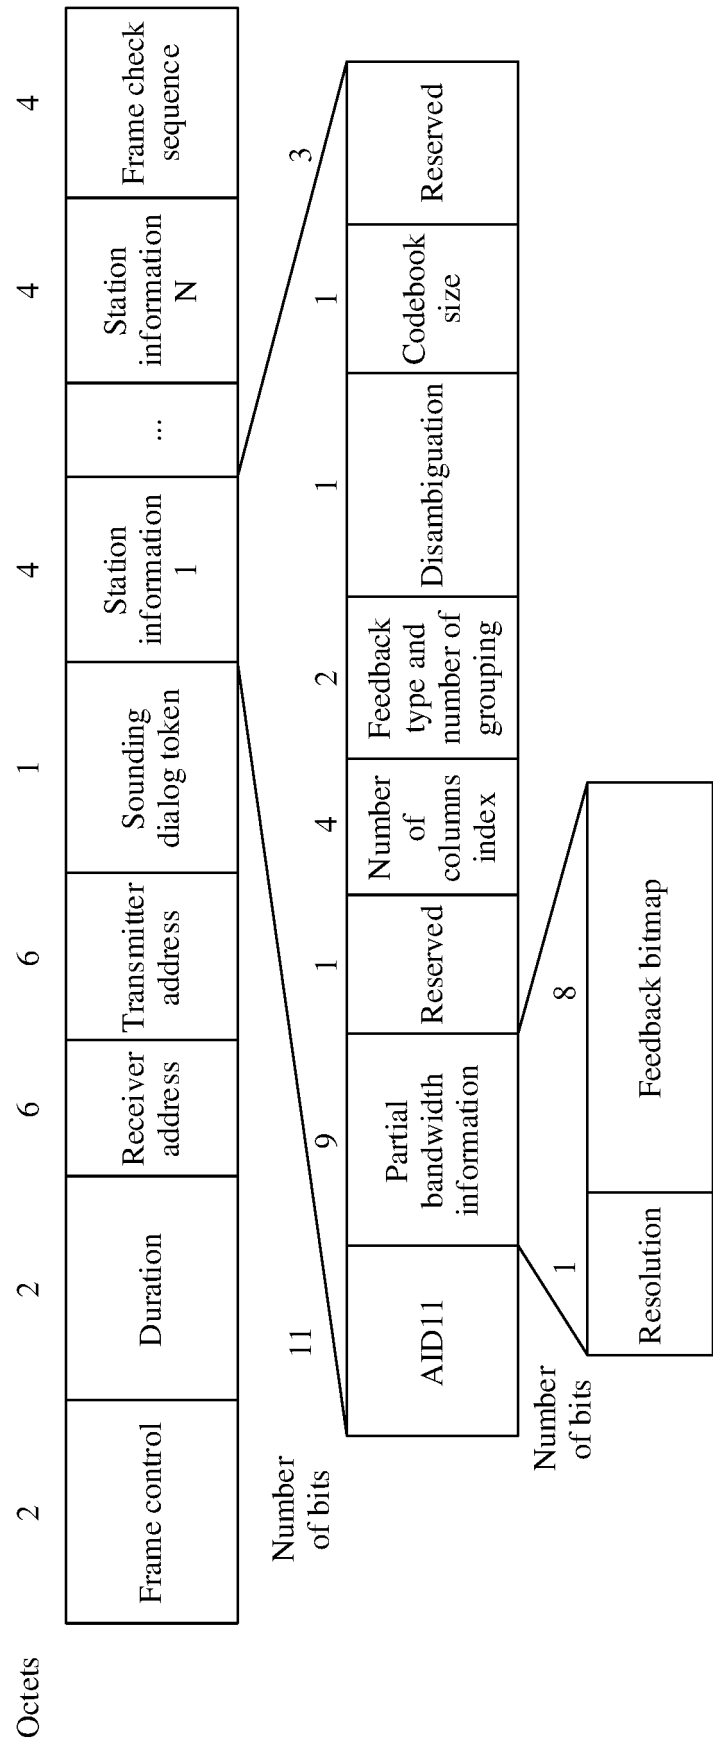 Octets
2
2
6
6
1
4
4
4
Frame control
Duration
Receiver
address
Transmitter
address
Sounding
dialog token
Station
information
1
...
Station
information
N
Frame check
sequence
Number
of bits
11
9
1
4
2
1
1
3
AID11
Partial
bandwidth
information
Reserved
Number
of
columns
index
Feedback
type and
number of
grouping
Disambiguation
Codebook
size
Reserved
Number
of bits
1
8
Resolution
Feedback bitmap